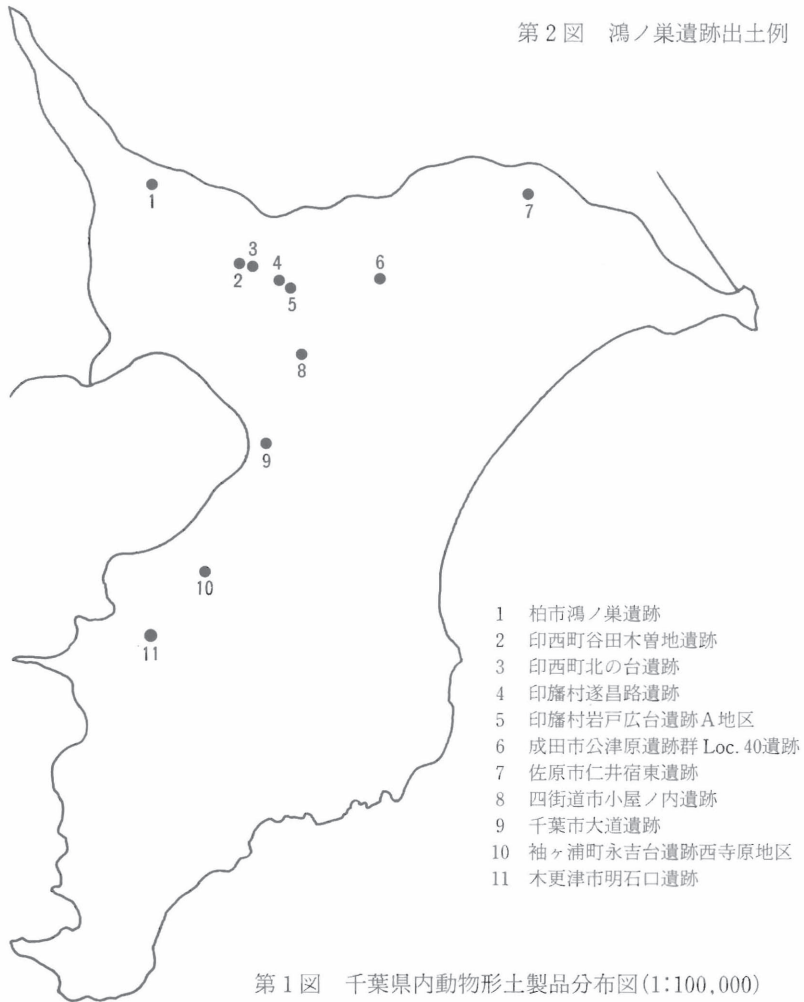 第2図 鴻ノ巣遺跡出土例
1
2
3
4
5
6
7
8
9
10
11
1 柏市鴻ノ巣遺跡
2 印西町谷田木曽地遺跡
3 印西町北の台遺跡
4 印旛村遂昌路遺跡
5 印旛村岩戸広台遺跡A地区
6 成田市公津原遺跡群 Loc. 40遺跡
7 佐原市仁井宿東遺跡
8 四街道市小屋ノ内遺跡
9 千葉市大道遺跡
10 袖ヶ浦町永吉台遺跡西寺原地区
11 木更津市明石口遺跡
第1図 千葉県内動物形土製品分布図(1:100,000)